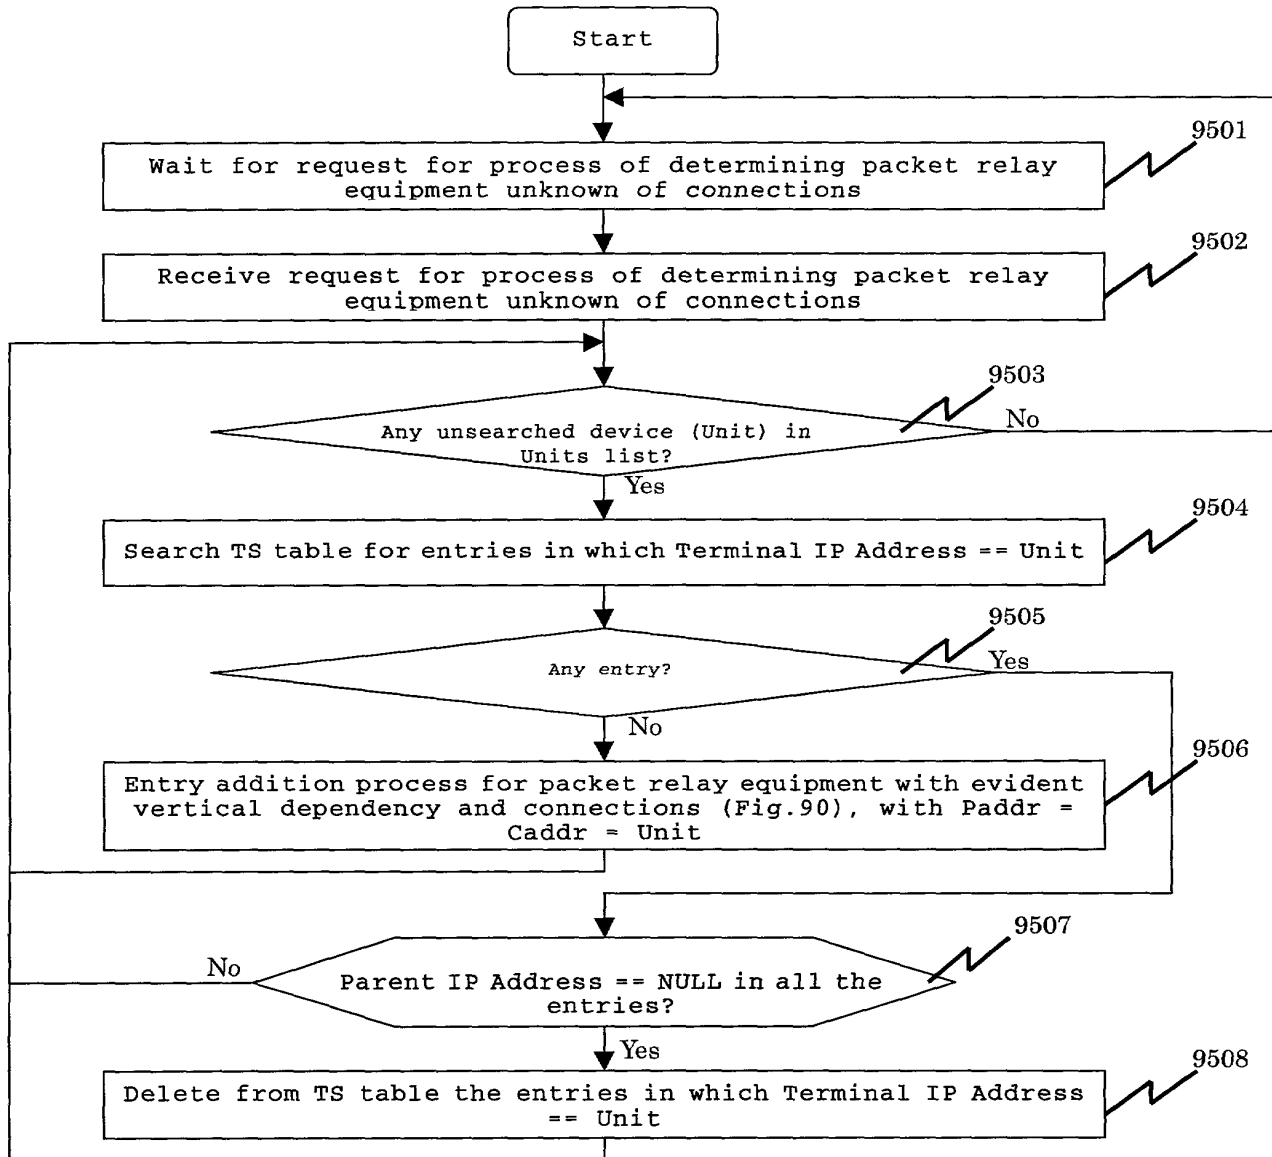 Start
9501
Wait for request for process of determining packet relay
equipment unknown of connections
9502
Receive request for process of determining packet relay
equipment unknown of connections
9503
No
Any unsearched device (Unit) in
Units list?
Yes
9504
Search TS table for entries in which Terminal IP Address == Unit
9505
Yes
Any entry?
No
9506
Entry addition process for packet relay equipment with evident
vertical dependency and connections (Fig.90), with Paddr =
Caddr = Unit
9507
No
Parent IP Address == NULL in all the
entries?
Yes
9508
Delete from TS table the entries in which Terminal IP Address
== Unit